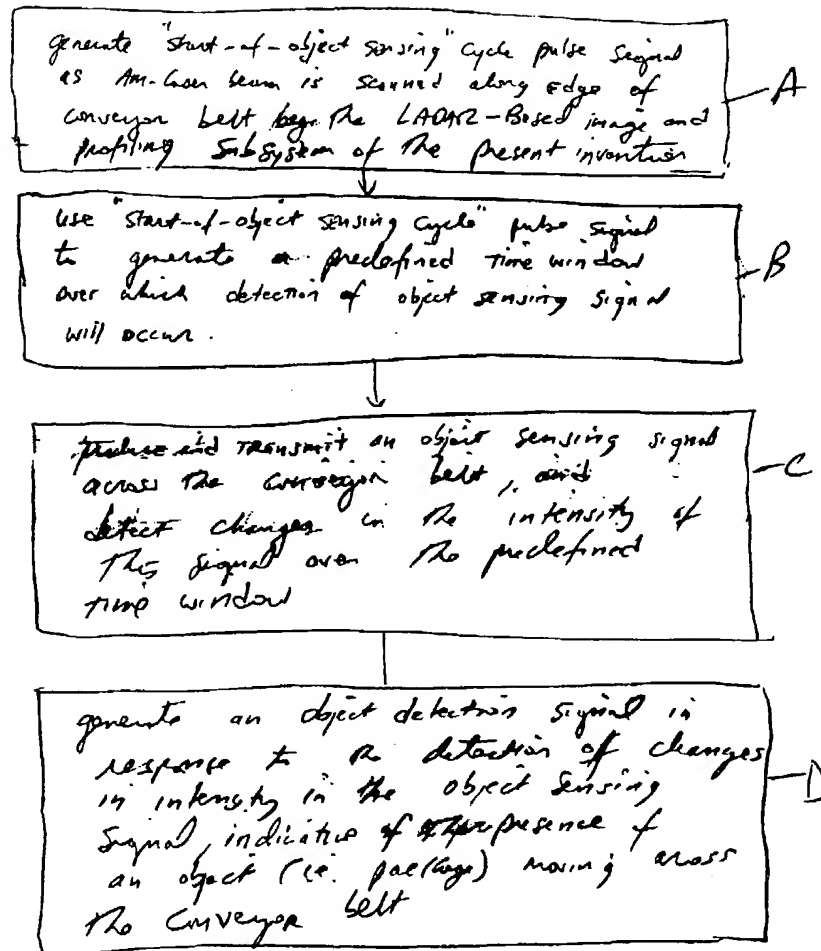 generate "start-of-object sensing" cycle pulse signal
as Am-laser beam is scanned along edge of
conveyor belt by the LADAR-Based image and
profiling Subsystem of the present invention
A
use "start-of-object sensing cycle" pulse signal
to generate a predefined time window
over which detection of object sensing signal
will occur.
B
produce and TRANSMIT an object sensing signal
across the conveyor belt, and
detect changes in the intensity of
This signal over the predefined
time window
C
generate an object detection signal in
response to the detection of changes
in intensity in the object sensing
signal, indicative of the presence of
an object (ie. package) moving across
the conveyor belt
D